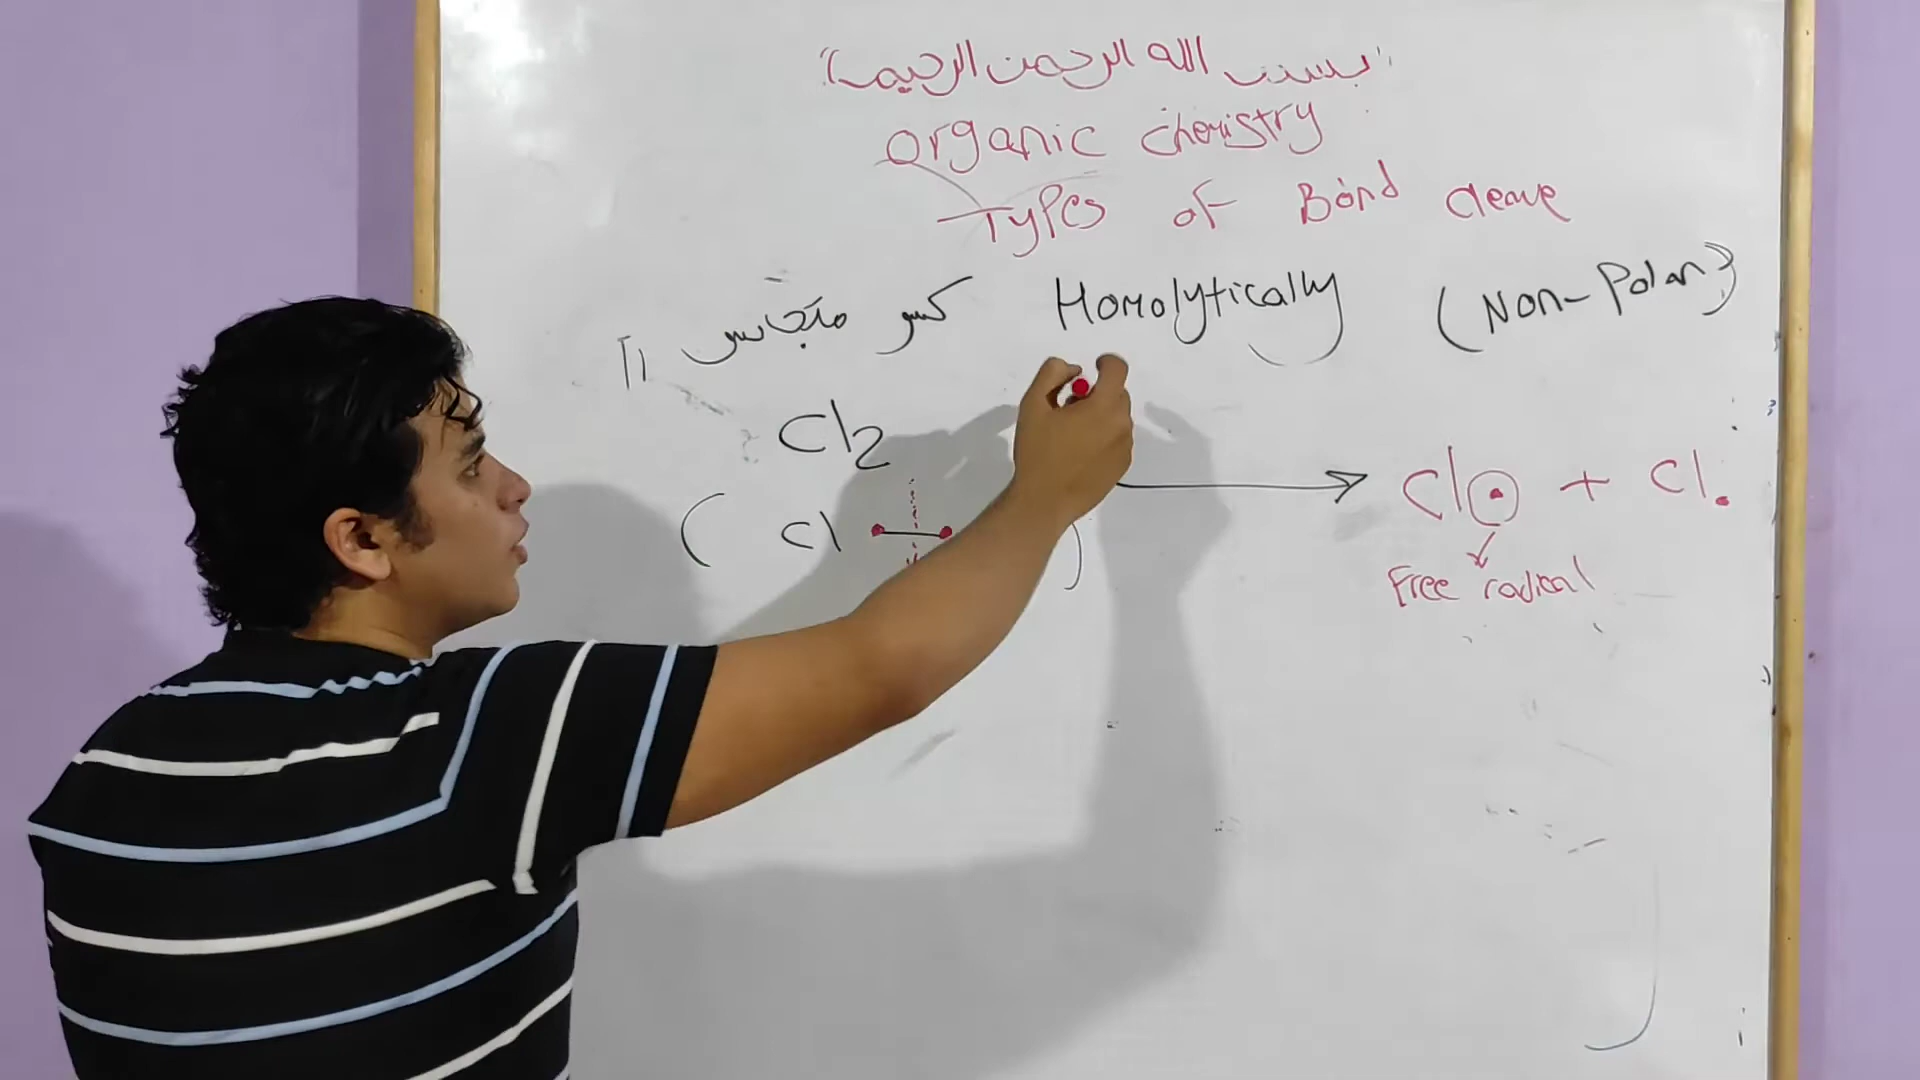 "بسم الله الرحمن الرحيم"
Organic chemistry
Types of Bond cleave
1] كسر متجانس Homolytically (Non-Polar)
Cl2
( Cl )
Cl• + Cl•
Free radical